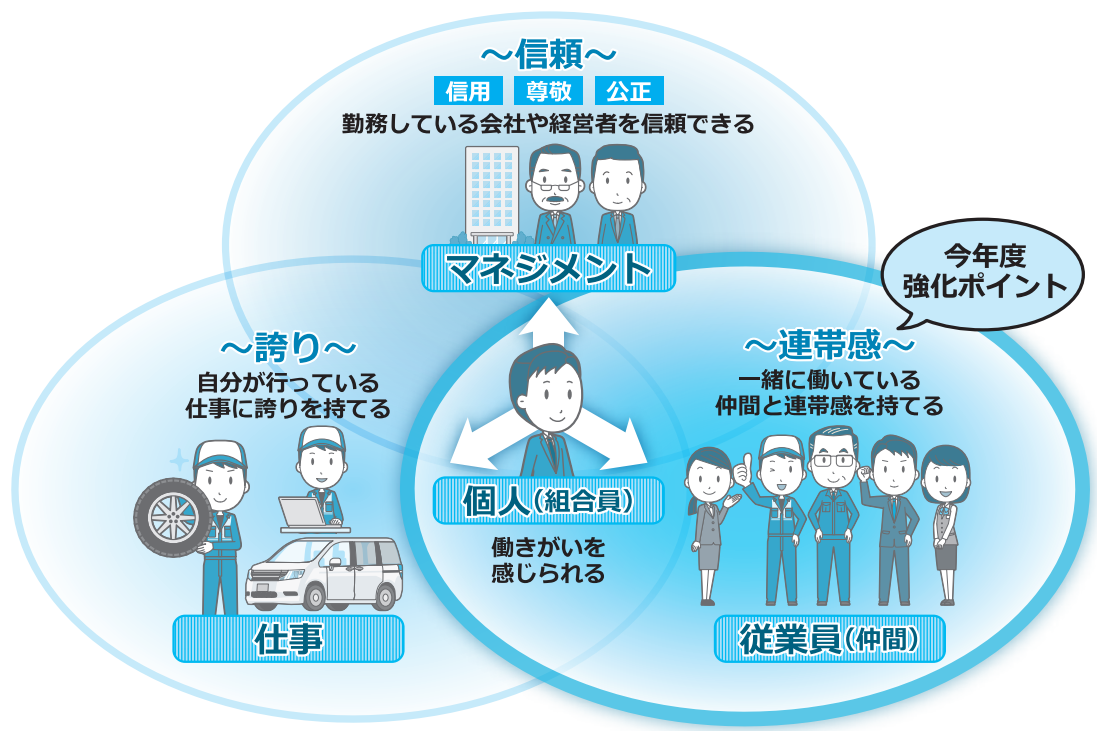 ～信頼～
信用 尊敬 公正
勤務している会社や経営者を信頼できる
マネジメント
今年度
強化ポイント
～誇り～
自分が行っている
仕事に誇りを持てる
～連帯感～
一緒に働いている
仲間と連帯感を持てる
個人（組合員）
働きがいを
感じられる
仕事
従業員（仲間）